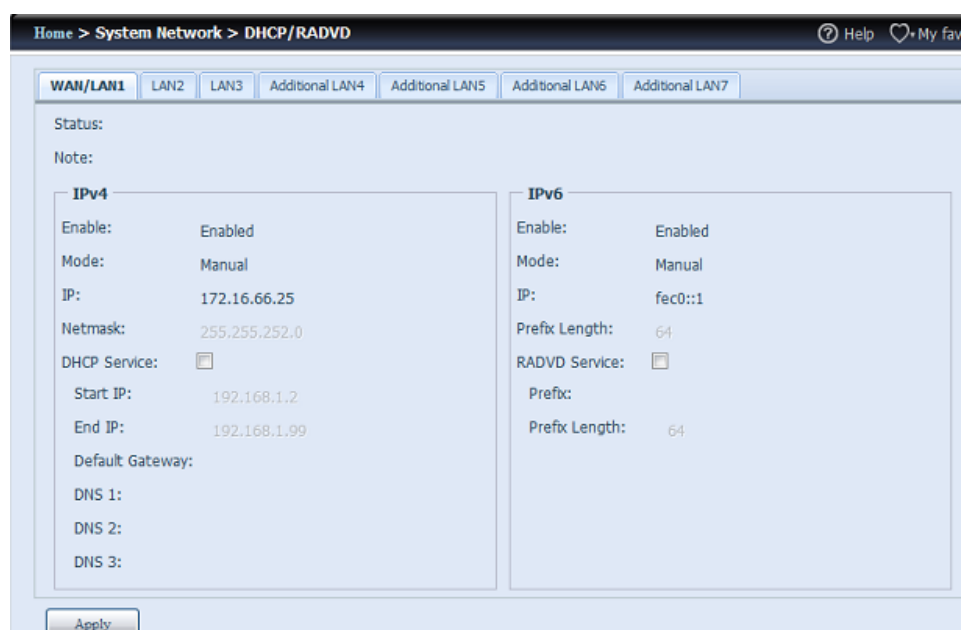 Home > System Network > DHCP/RADVD
Help My fav
WAN/LAN1 LAN2 LAN3 Additional LAN4 Additional LAN5 Additional LAN6 Additional LAN7
Status:
Note:
IPv4
Enable: Enabled
Mode: Manual
IP: 172.16.66.25
Netmask: 255.255.252.0
DHCP Service:
Start IP: 192.168.1.2
End IP: 192.168.1.99
Default Gateway:
DNS 1:
DNS 2:
DNS 3:
IPv6
Enable: Enabled
Mode: Manual
IP: fec0::1
Prefix Length: 64
RADVD Service:
Prefix:
Prefix Length: 64
Apply